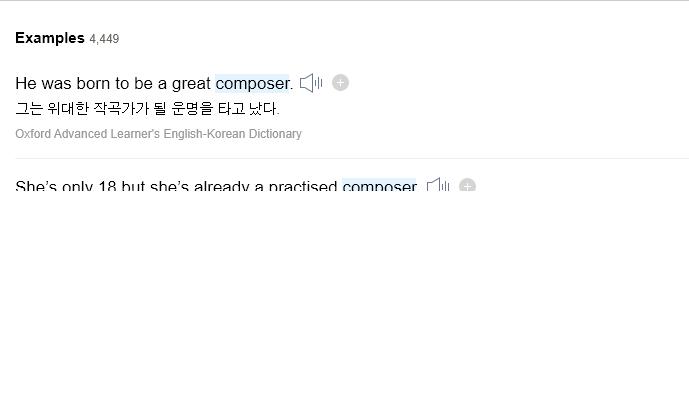 Examples 4,449
He was born to be a great composer.
그는 위대한 작곡가가 될 운명을 타고 났다.
Oxford Advanced Learner's English-Korean Dictionary
She's only 18 but she's already a practised composer